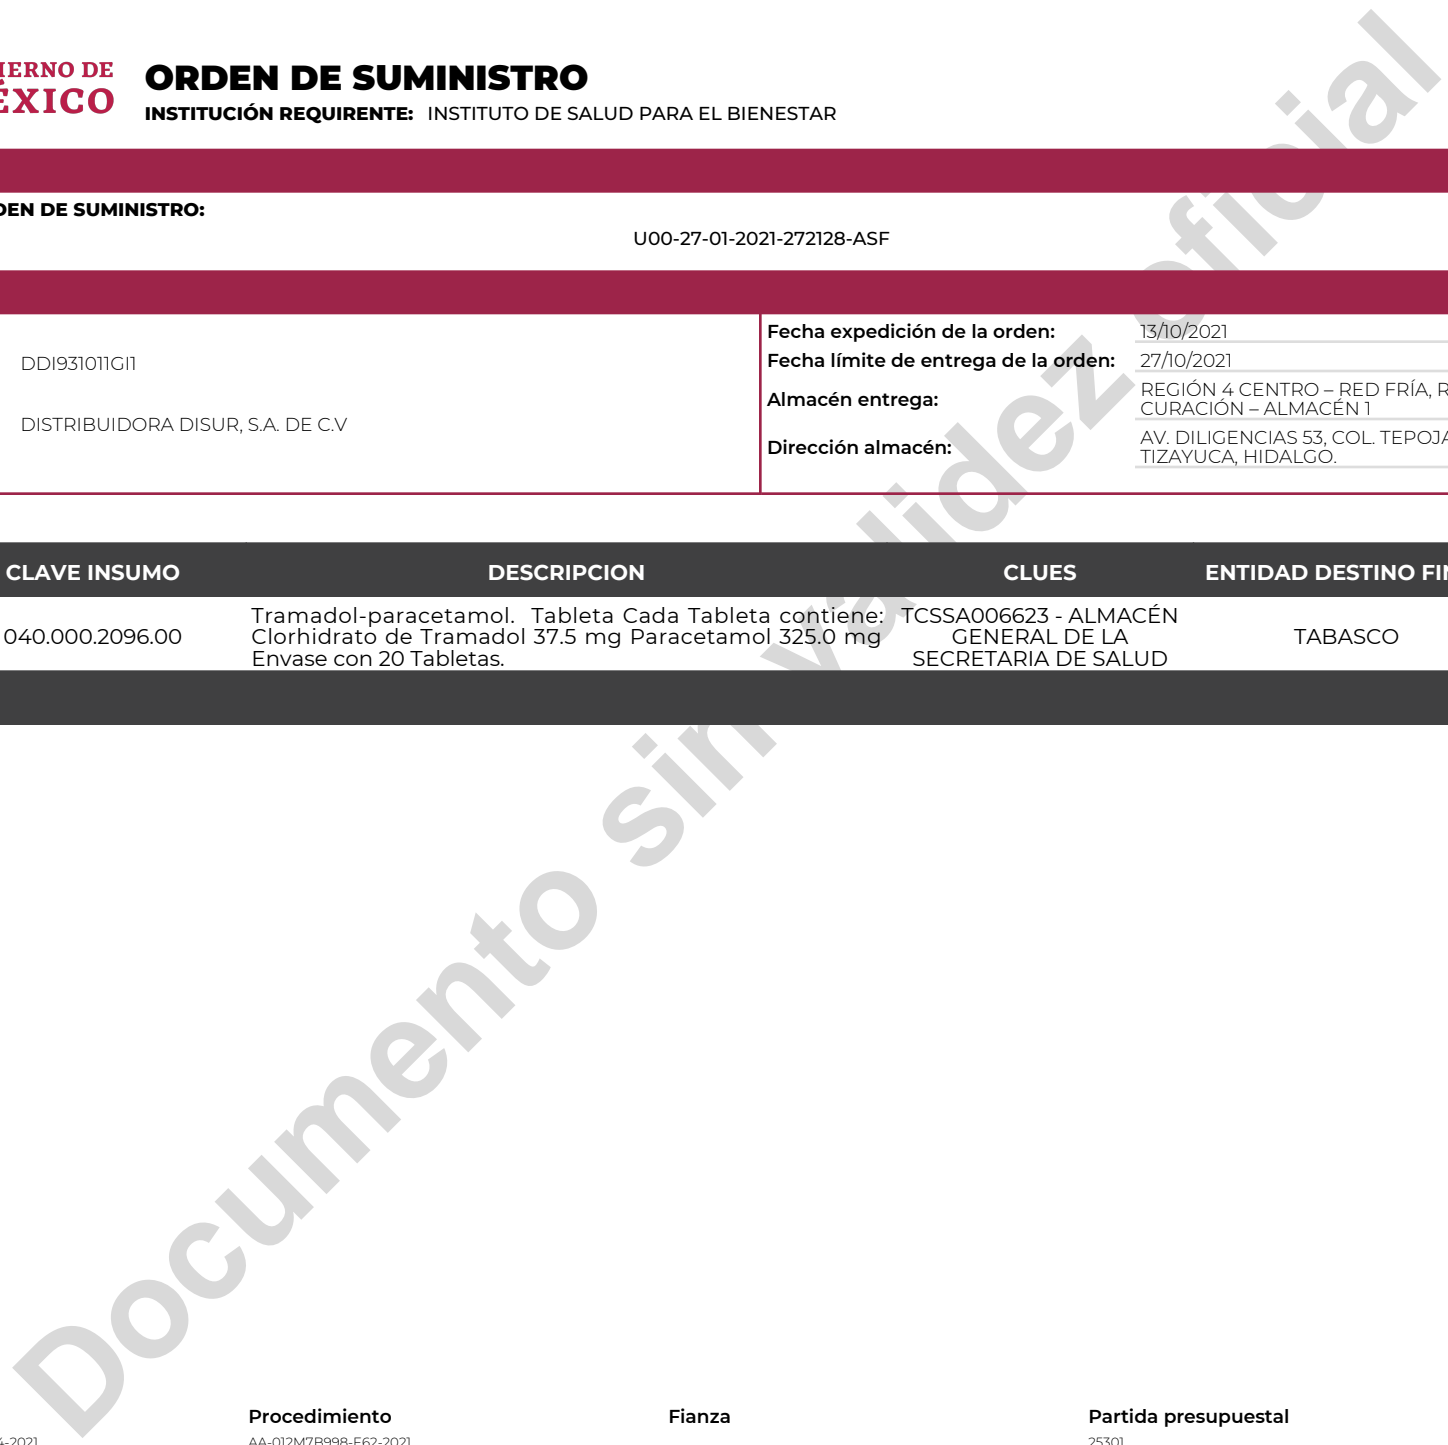 DE
ORDEN DE SUMINISTRO
INSTITUCIÓN REQUIRENTE: INSTITUTO DE SALUD PARA EL BIENESTAR
DE SUMINISTRO:
U00-27-01-2021-272128-ASF
DDI931011GI1
DISTRIBUIDORA DISUR, S.A. DE C.V
Fecha expedición de la orden: 13/10/2021
Fecha límite de entrega de la orden: 27/10/2021
Almacén entrega:
REGIÓN 4 CENTRO – RED FRÍA,
CURACIÓN – ALMACÉN 1
Dirección almacén:
AV. DILIGENCIAS 53, COL.
TIZAYUCA, HIDALGO.
CLAVE INSUMO DESCRIPCION CLUES ENTIDAD DESTINO
040.000.2096.00
Tramadol-paracetamol. Tableta Cada Tableta contiene:
Clorhidrato de Tramadol 37.5 mg Paracetamol 325.0 mg
Envase con 20 Tabletas.
TCSSA006623 - ALMACÉN
GENERAL DE LA
SECRETARIA DE SALUD
TABASCO
Documento sin validez oficial
Procedimiento Fianza Partida presupuestal